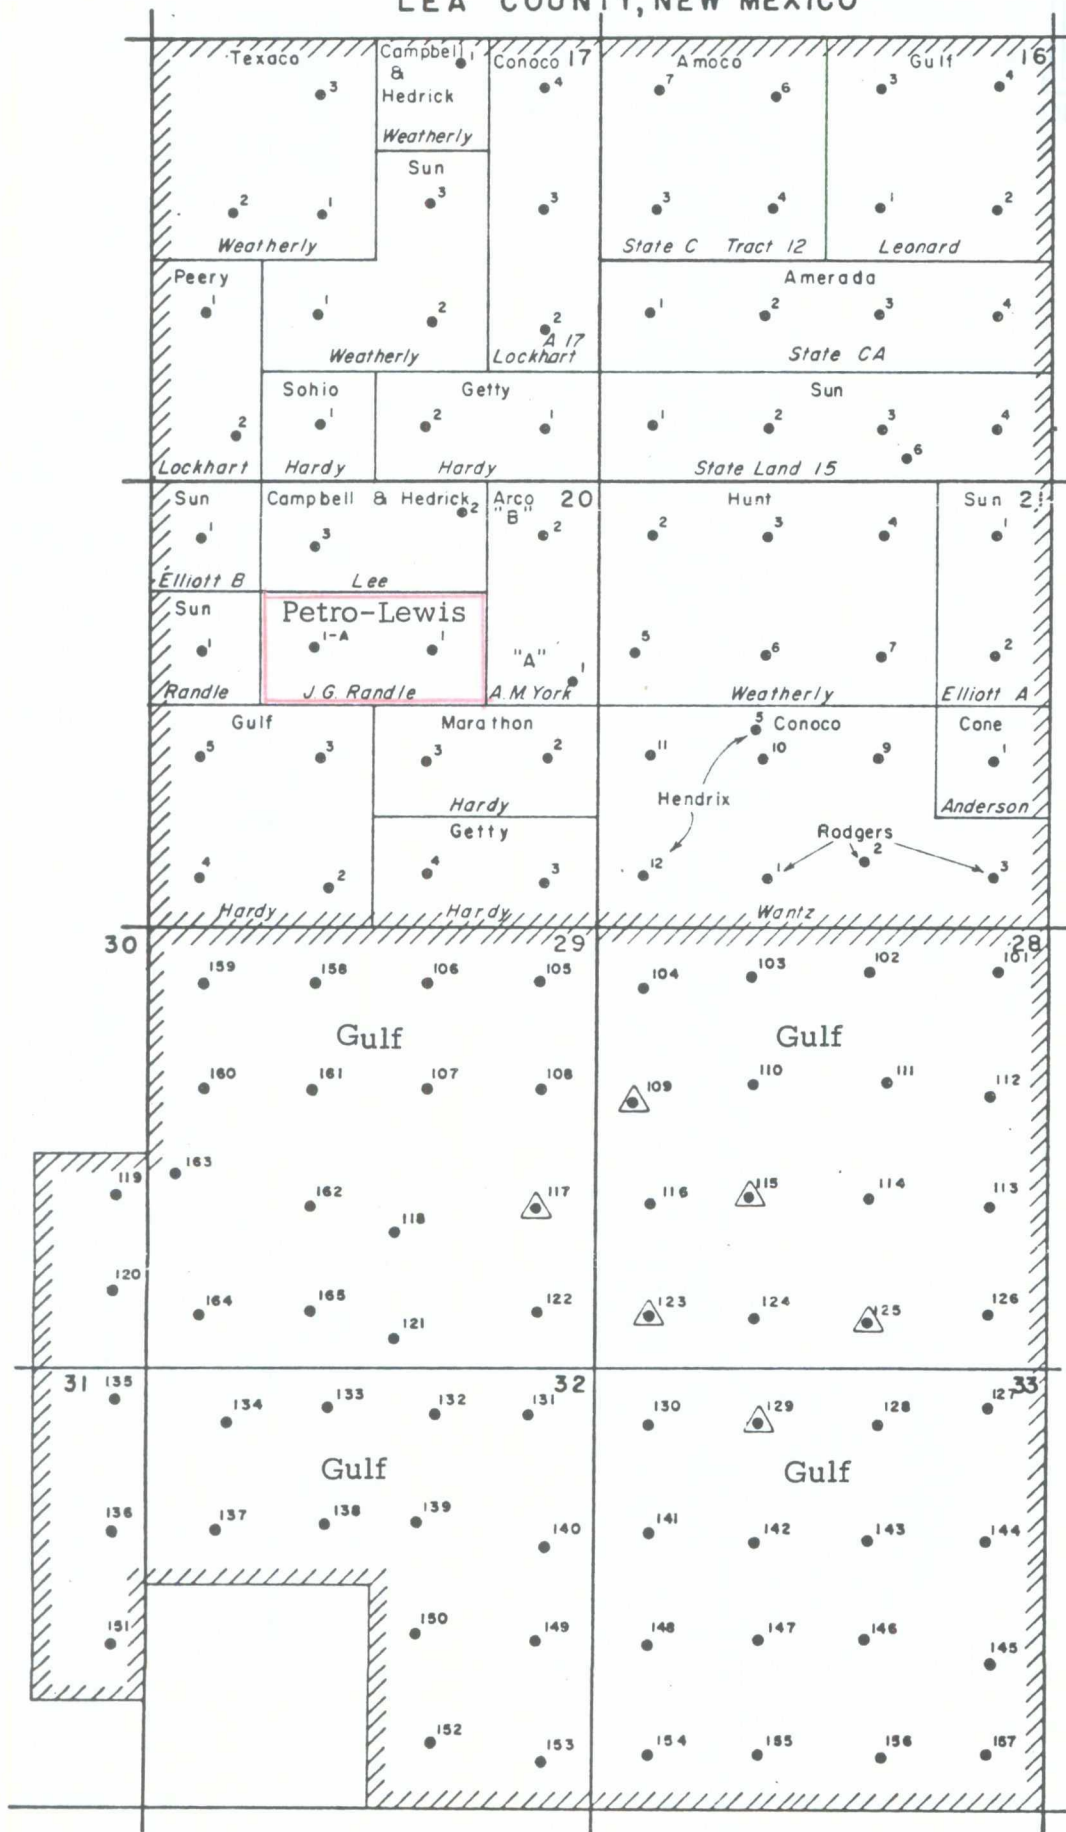 LEA COUNTY, NEW MEXICO
Texaco
Campbell 1
&
Hedrick
Weatherly
Conoco 17
4
Amoco
7
6
Gulf
3
4
16
3
2
1
Weatherly
Sun
3
3
3
4
State C Tract 12
1
2
Leonard
Peery
1
1
2
Weatherly
2
A 17
Lockhart
Amerada
1
2
3
4
State CA
Sohio
1
Getty
2
1
Sun
1
2
3
4
6
2
Lockhart
Hardy
Hardy
State Land 15
Sun
1
Elliott B
Campbell & Hedrick 2
3
Lee
Arco
"B"
2
20
Hunt
2
3
4
Sun 21
1
Sun
1
Randle
Petro-Lewis
1-A
1
J. G. Randle
"A"
1
A. M. York
5
6
7
Weatherly
2
Elliott A
Gulf
5
3
Marathon
3
2
Hardy
5 Conoco
11
10
9
Cone
1
Anderson
Hendrix
Getty
4
2
Hardy
4
3
Hardy
Rodgers
12
1
2
3
Wantz
30
29
28
159
158
106
105
104
103
102
101
Gulf
Gulf
160
161
107
108
109
110
111
112
119
163
162
118
117
116
115
114
113
120
164
165
121
122
123
124
125
126
31
135
134
133
132
131
32
130
129
128
127
33
Gulf
Gulf
136
137
138
139
140
141
142
143
144
151
150
149
148
147
146
145
152
153
154
155
156
157